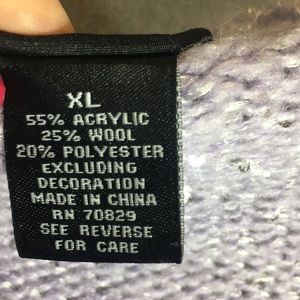 XL
55% ACRYLIC
25% WOOL
20% POLYESTER
EXCLUDING
DECORATION
MADE IN CHINA
RN 70829
SEE REVERSE
FOR CARE